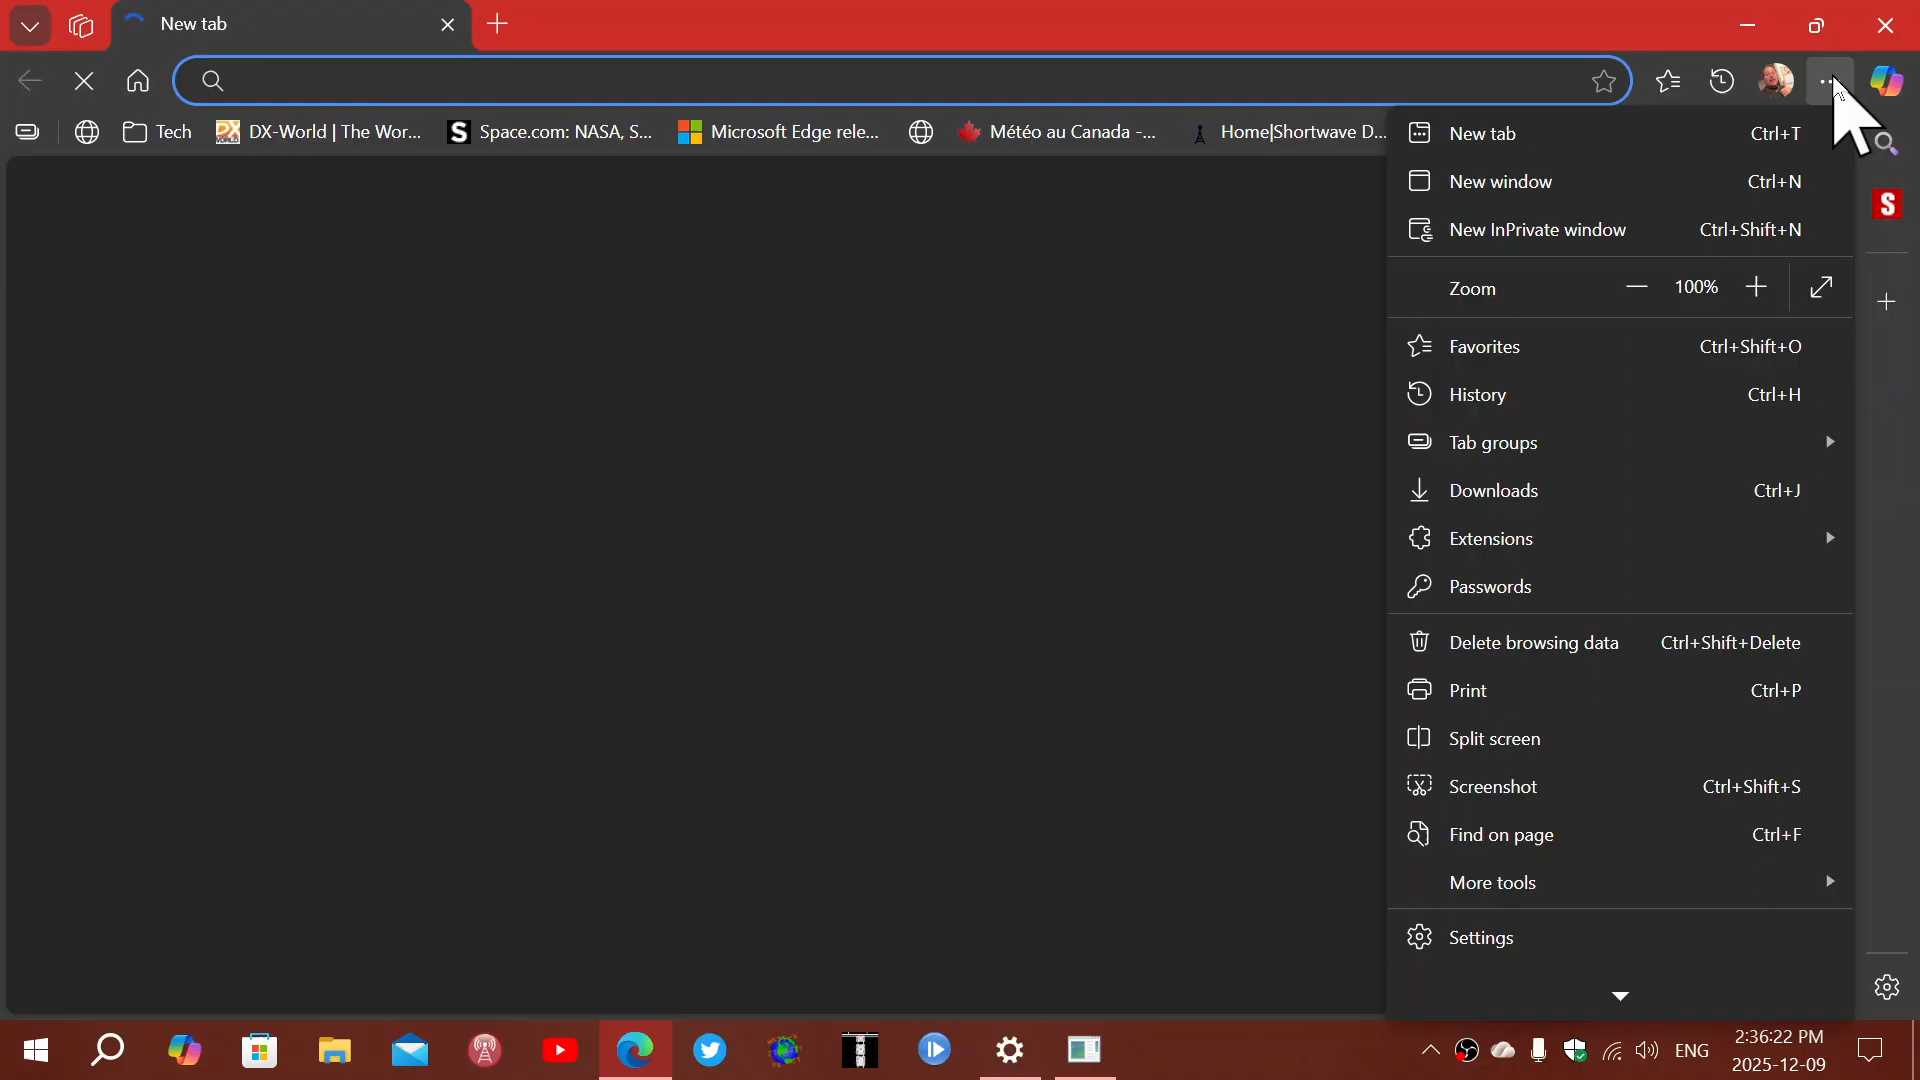 New tab
Tech
DX-World | The Wor...
Space.com: NASA, S...
Microsoft Edge rele...
Météo au Canada -...
Home|Shortwave D...
New tab Ctrl+T
New window Ctrl+N
New InPrivate window Ctrl+Shift+N
Zoom 100%
Favorites Ctrl+Shift+O
History Ctrl+H
Tab groups
Downloads Ctrl+J
Extensions
Passwords
Delete browsing data Ctrl+Shift+Delete
Print Ctrl+P
Split screen
Screenshot Ctrl+Shift+S
Find on page Ctrl+F
More tools
Settings
S
S
DX
ENG
2:36:22 PM
2025-12-09